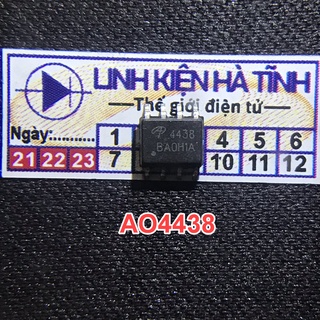 LINH KIỆN HÀ TĨNH
Thế giới điện tử
Ngày:...........
1 4 5 6
21 22 23 7 10 11 12
4438
BA0H1A
AO4438